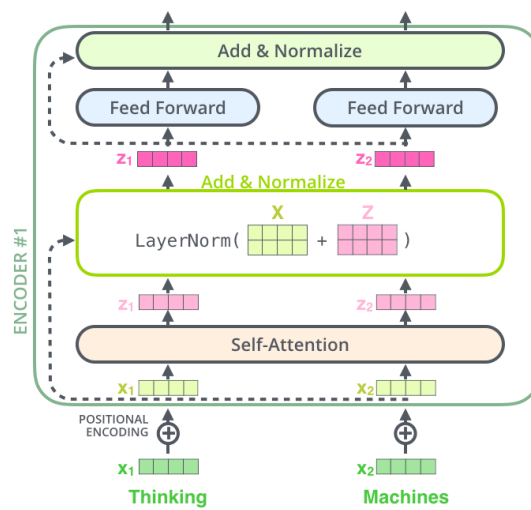 Add & Normalize
Feed Forward Feed Forward
z1 z2
Add & Normalize
X Z
LayerNorm( + )
z1 z2
Self-Attention
x1 x2
POSITIONAL
ENCODING
x1 x2
Thinking Machines
ENCODER #1